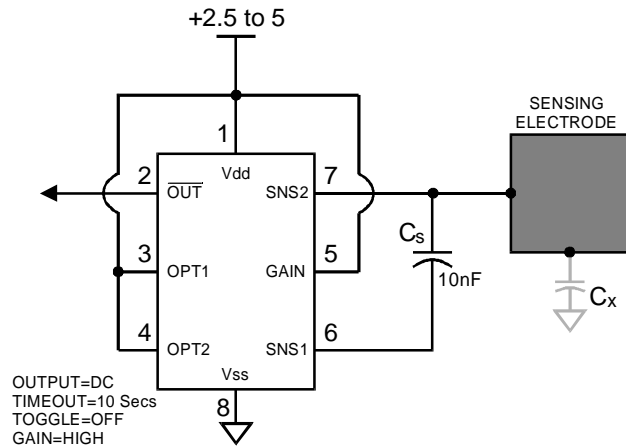 +2.5 to 5
SENSING
ELECTRODE
1
Vdd
2
OUT
7
SNS2
3
OPT1
5
GAIN
Cs
10nF
4
OPT2
6
SNS1
Cx
Vss
8
OUTPUT=DC
TIMEOUT=10 Secs
TOGGLE=OFF
GAIN=HIGH